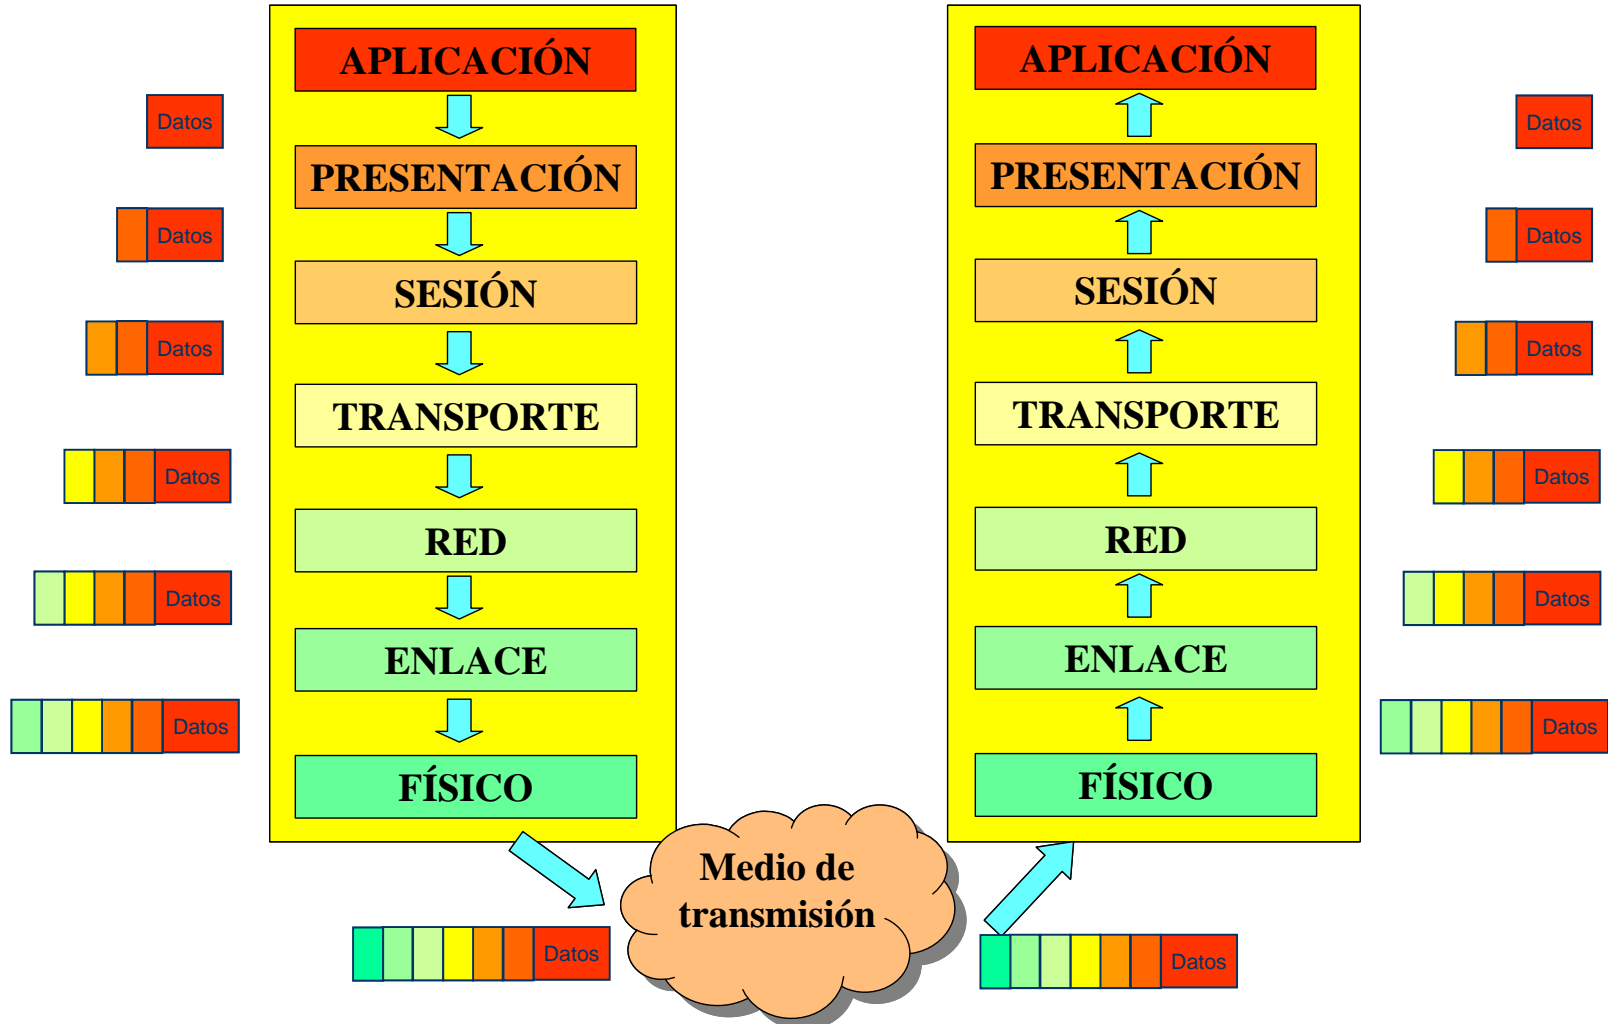 APLICACIÓN
Datos
PRESENTACIÓN
Datos
SESIÓN
Datos
TRANSPORTE
Datos
RED
Datos
ENLACE
Datos
FÍSICO
Datos
Medio de
transmisión
APLICACIÓN
Datos
PRESENTACIÓN
Datos
SESIÓN
Datos
TRANSPORTE
Datos
RED
Datos
ENLACE
Datos
FÍSICO
Datos